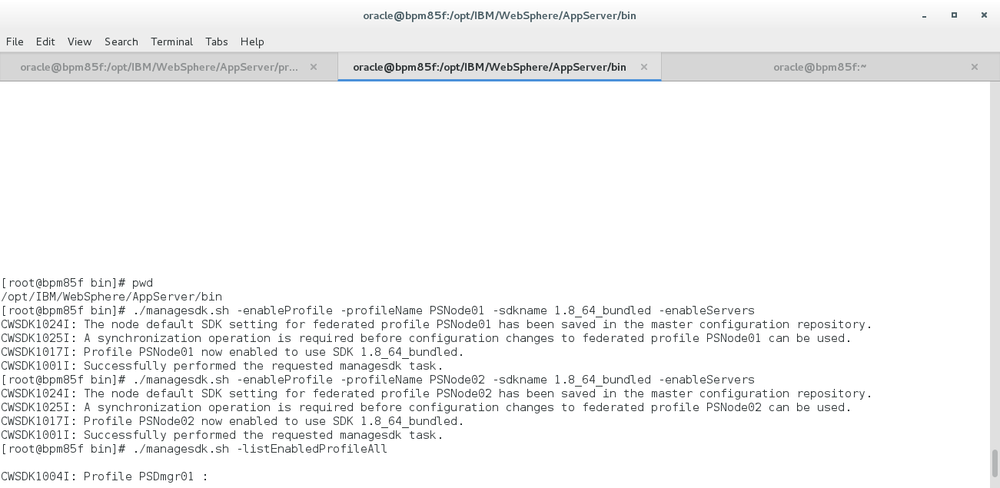 oracle@bpm85f:/opt/IBM/WebSphere/AppServer/bin
File Edit View Search Terminal Tabs Help
oracle@bpm85f:/opt/IBM/WebSphere/AppServer/pr... oracle@bpm85f:/opt/IBM/WebSphere/AppServer/bin oracle@bpm85f:~
[root@bpm85f bin]# pwd
/opt/IBM/WebSphere/AppServer/bin
[root@bpm85f bin]# ./managesdk.sh -enableProfile -profileName PSNode01 -sdkname 1.8_64_bundled -enableServers
CWSDK1024I: The node default SDK setting for federated profile PSNode01 has been saved in the master configuration repository.
CWSDK1025I: A synchronization operation is required before configuration changes to federated profile PSNode01 can be used.
CWSDK1017I: Profile PSNode01 now enabled to use SDK 1.8_64_bundled.
CWSDK1001I: Successfully performed the requested managesdk task.
[root@bpm85f bin]# ./managesdk.sh -enableProfile -profileName PSNode02 -sdkname 1.8_64_bundled -enableServers
CWSDK1024I: The node default SDK setting for federated profile PSNode02 has been saved in the master configuration repository.
CWSDK1025I: A synchronization operation is required before configuration changes to federated profile PSNode02 can be used.
CWSDK1017I: Profile PSNode02 now enabled to use SDK 1.8_64_bundled.
CWSDK1001I: Successfully performed the requested managesdk task.
[root@bpm85f bin]# ./managesdk.sh -listEnabledProfileAll
CWSDK1004I: Profile PSDmgr01 :